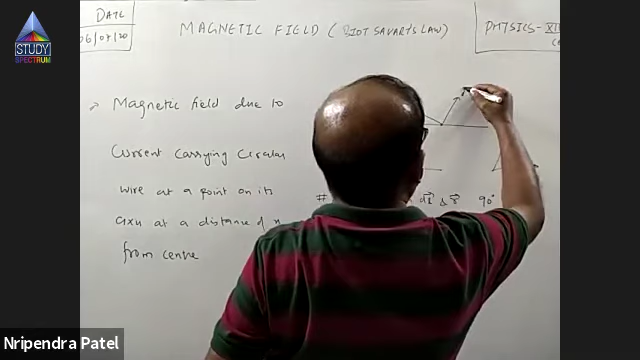 DATE
06/07/20
STUDY
SPECTRUM
MAGNETIC FIELD (BIOT SAVARTS LAW)
PHYSICS-XII
Magnetic field due to
Current Carrying Circular
wire at a point on its
axis at a distance of x
from centre
#
90°
Nripendra Patel